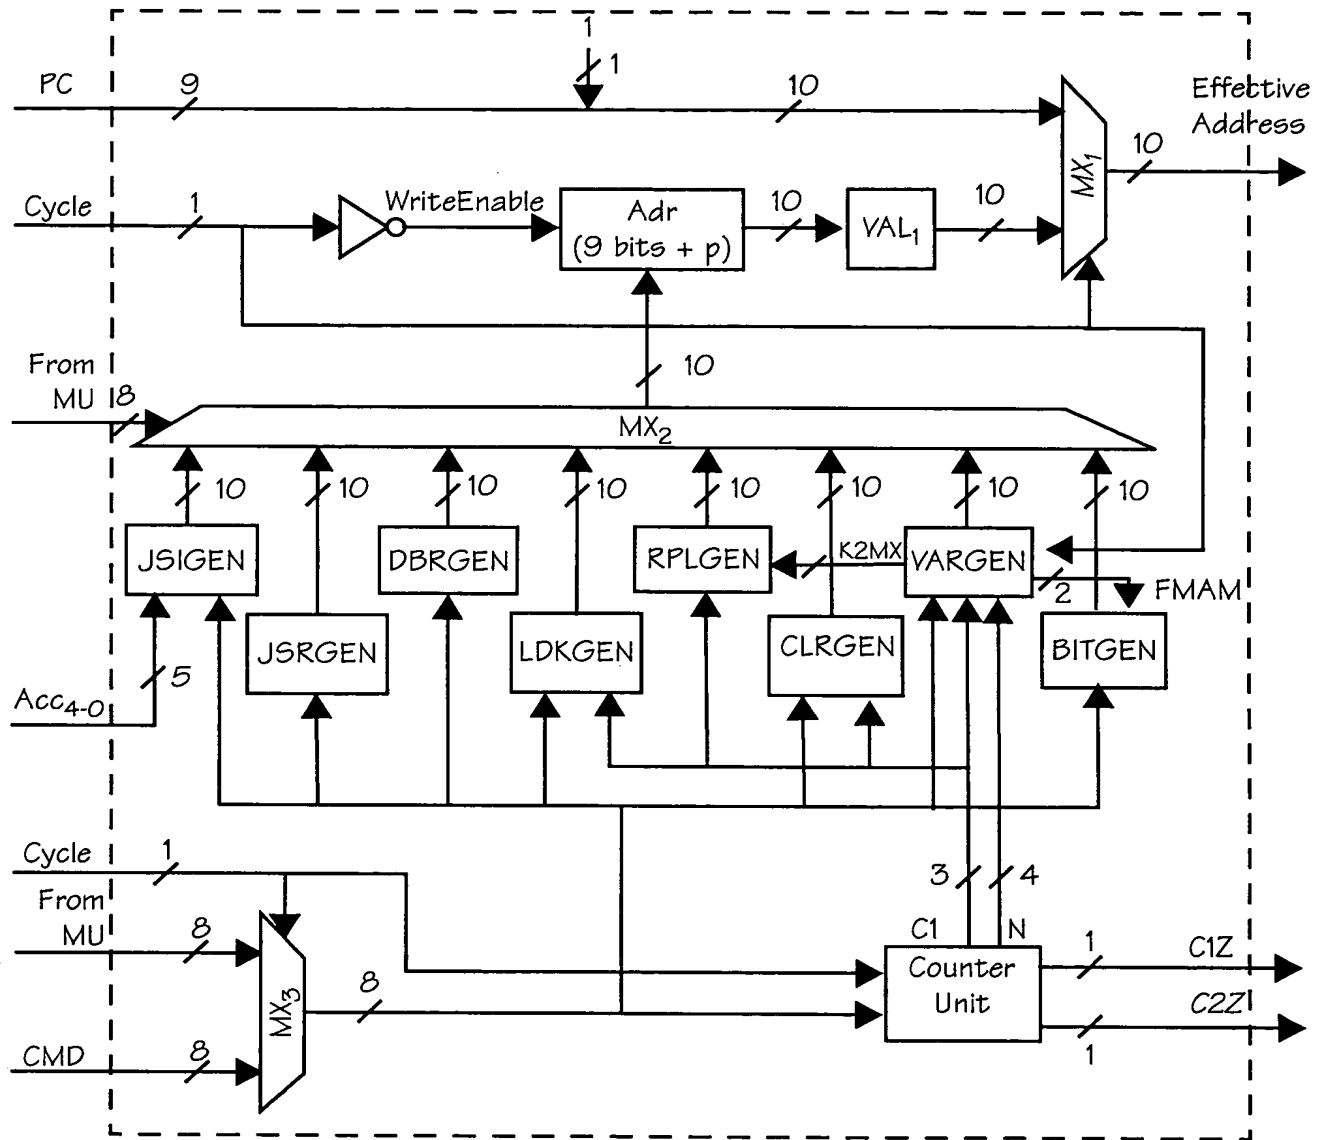 1
PC
9
1
10
Effective
Address
MX1
10
Cycle
1
WriteEnable
Adr
(9 bits + p)
10
VAL1
10
From
MU
8
10
MX2
10
10
10
10
10
10
10
10
JSIGEN
DBRGEN
RPLGEN
K2MX
VARGEN
2
FMAM
JSRGEN
LDKGEN
CLRGEN
BITGEN
5
Acc4-0
Cycle
1
3
4
From
MU
8
C1
N
MX3
8
Counter
Unit
1
C1Z
C2Z
1
CMD
8